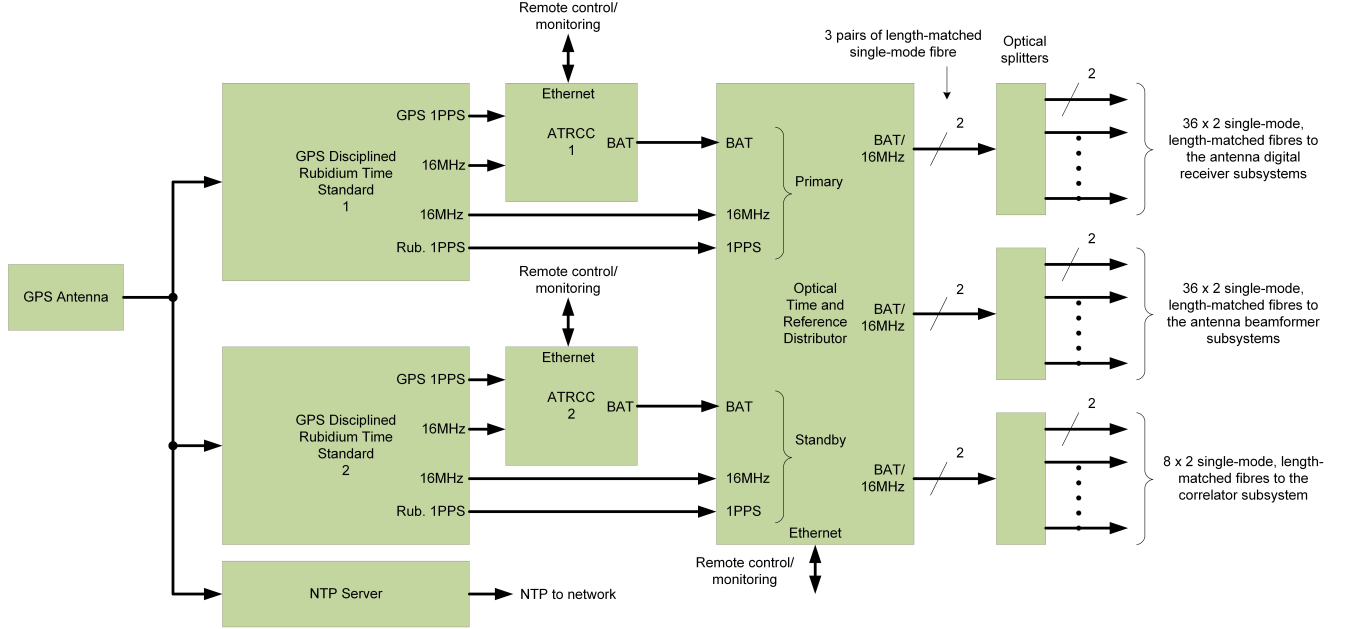 Remote control/
monitoring
3 pairs of length-matched
single-mode fibre
Optical
splitters
GPS Antenna
GPS Disciplined
Rubidium Time
Standard
1
GPS 1PPS
16MHz
16MHz
Rub. 1PPS
Ethernet
ATRCC
1
BAT
BAT
16MHz
1PPS
Primary
BAT/
16MHz
2
2
36 x 2 single-mode,
length-matched fibres to
the antenna digital
receiver subsystems
Remote control/
monitoring
Optical
Time and
Reference
Distributor
BAT/
16MHz
2
2
36 x 2 single-mode,
length-matched fibres to
the antenna beamformer
subsystems
GPS Disciplined
Rubidium Time
Standard
2
GPS 1PPS
16MHz
16MHz
Rub. 1PPS
Ethernet
ATRCC
2
BAT
BAT
16MHz
1PPS
Standby
BAT/
16MHz
2
2
8 x 2 single-mode, length-
matched fibres to the
correlator subsystem
Ethernet
Remote control/
monitoring
NTP Server
NTP to network